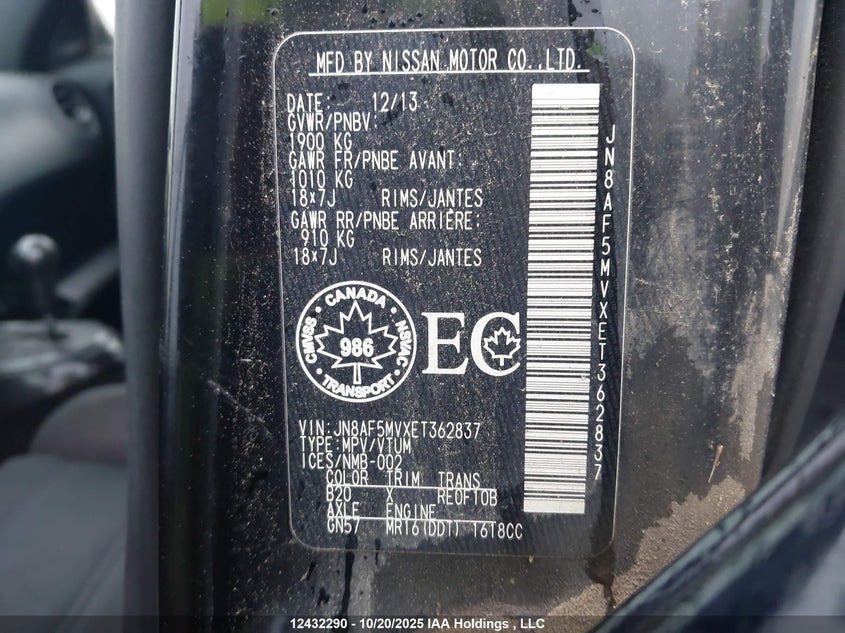 MFD BY NISSAN MOTOR CO.,LTD.
DATE: 12/13
GVWR/PNBV:
1900 KG
GAWR FR/PNBE AVANT:
1010 KG
18x7J RIMS/JANTES
GAWR RR/PNBE ARRIÈRE:
910 KG
18x7J RIMS/JANTES
CANADA
CMVSS 986 NSVAC
TRANSPORT
EC
VIN:JN8AF5MVXET362837
TYPE:MPV/VTUM
ICES/NMB-002
COLOR TRIM TRANS
B20 X RE0F10B
AXLE ENGINE
GN57 MR16(DDT) 1618CC
JN8AF5MVXET362837
12432290 - 10/20/2025 IAA Holdings , LLC